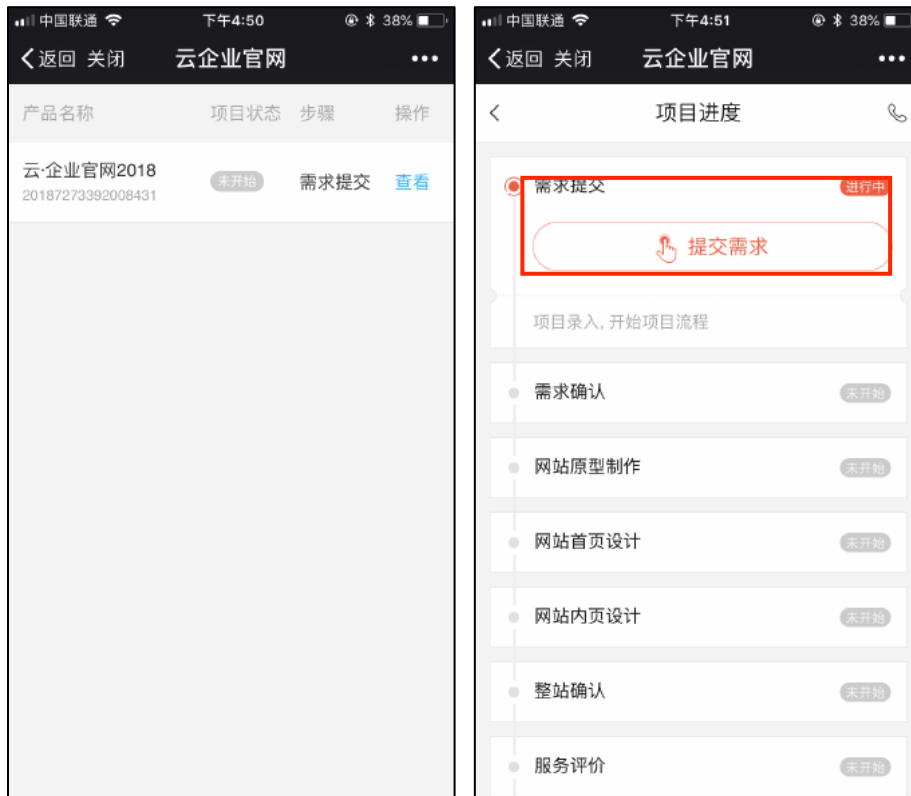 中国联通 下午4:50 38%
返回 关闭 云企业官网
产品名称 项目状态 步骤 操作
云·企业官网2018 未开始 需求提交 查看
20187273392008431
中国联通 下午4:51 38%
返回 关闭 云企业官网
项目进度
需求提交 进行中
提交需求
项目录入, 开始项目流程
需求确认 未开始
网站原型制作 未开始
网站首页设计 未开始
网站内页设计 未开始
整站确认 未开始
服务评价 未开始